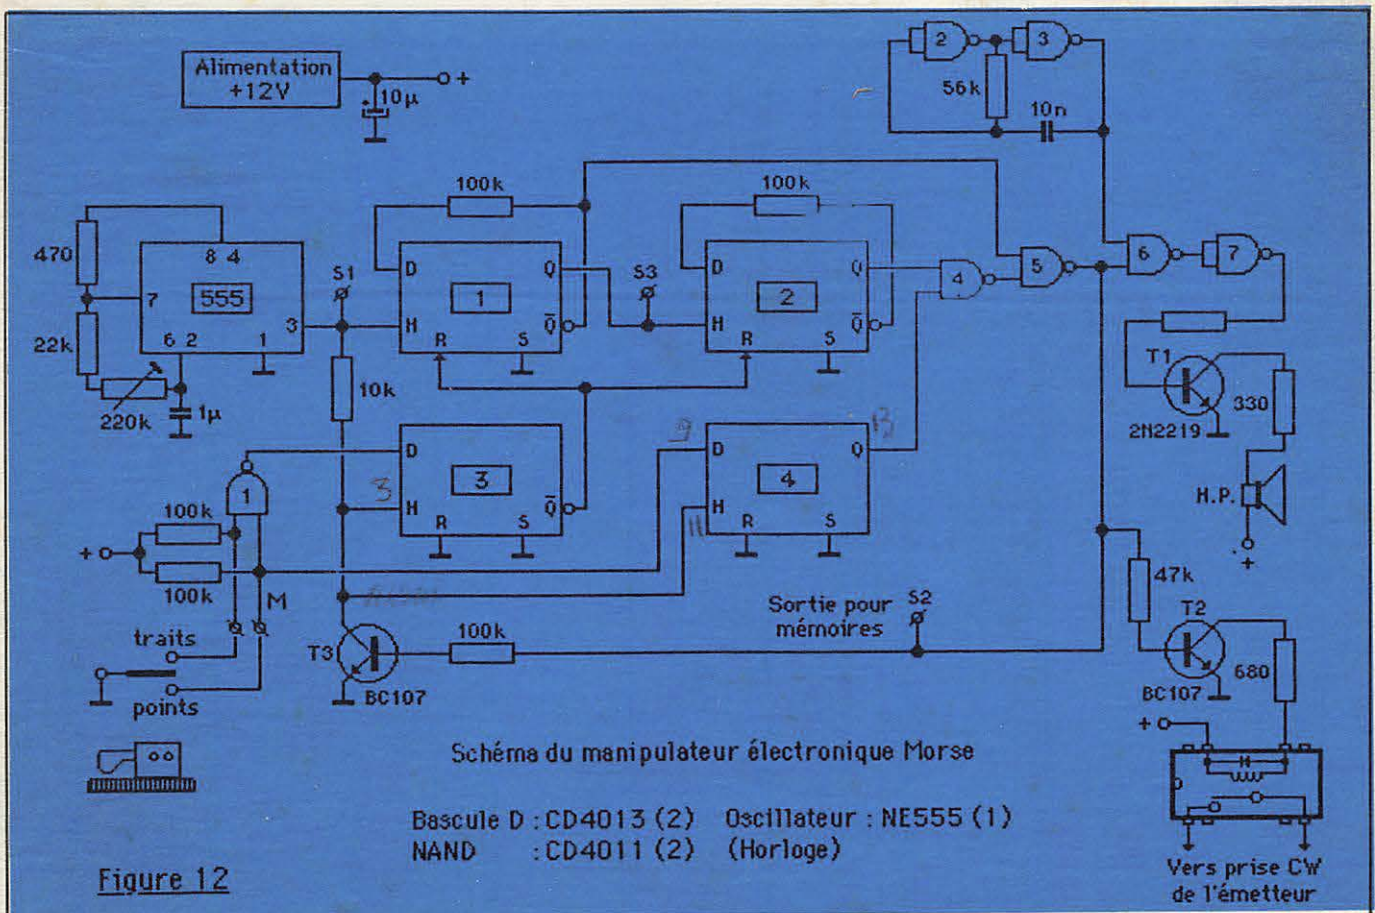 Alimentation
+12V
10µ
+
2
3
56k
10n
100k
100k
470
8 4
7
555
3
6 2
1
22k
220k
1µ
S1
D
Q
1
H
Q̄
R
S
S3
D
Q
2
H
Q̄
R
S
4
5
6
7
10k
T1
2N2219
330
H.P.
+
3
D
3
H
Q̄
R
S
9
13
D
Q
4
H
11
R
S
1
100k
+
100k
M
traits
points
T3
BC107
100k
Sortie pour
mémoires
S2
47k
T2
BC107
680
+
Schéma du manipulateur électronique Morse
Bascule D : CD4013 (2) Oscillateur : NE555 (1)
NAND : CD4011 (2) (Horloge)
Figure 12
Vers prise CW
de l'émetteur